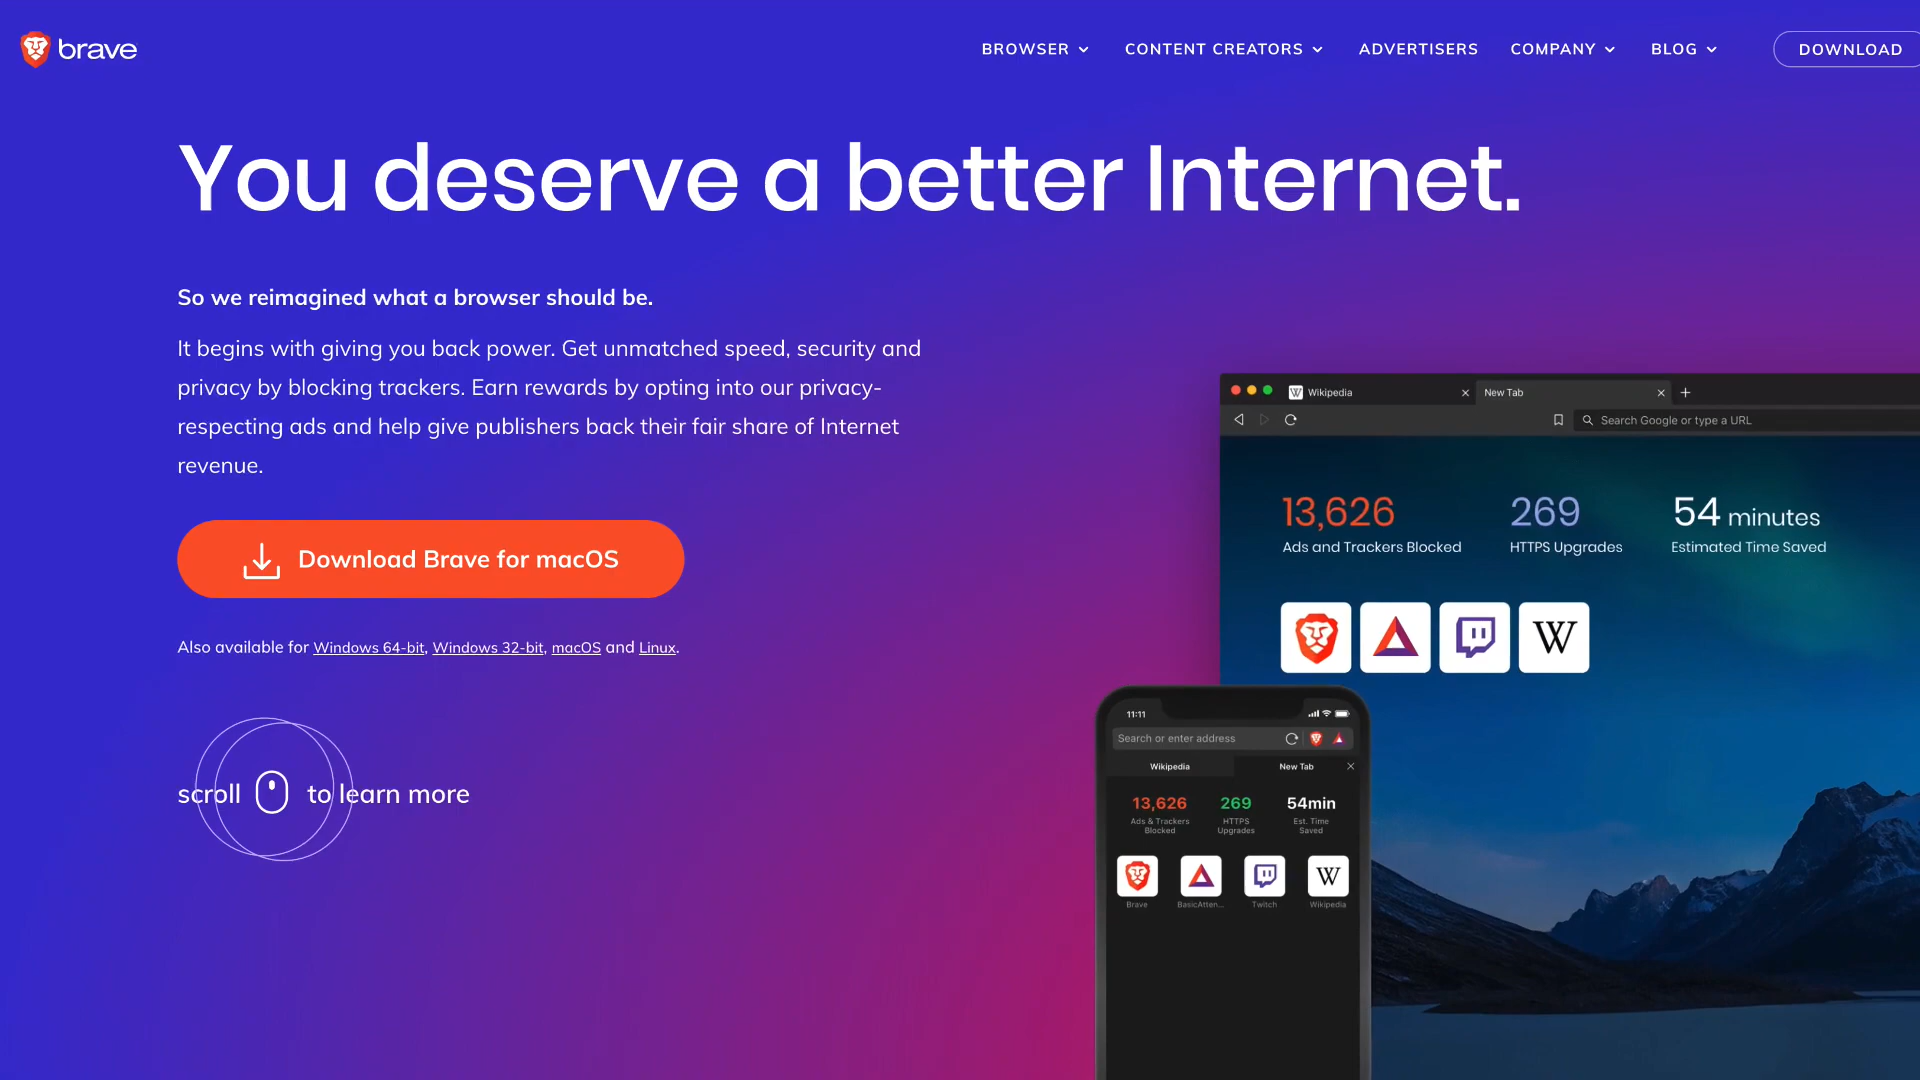 brave
BROWSER
CONTENT CREATORS
ADVERTISERS
COMPANY
BLOG
DOWNLOAD
You deserve a better Internet.
So we reimagined what a browser should be.
It begins with giving you back power. Get unmatched speed, security and
privacy by blocking trackers. Earn rewards by opting into our privacy-
respecting ads and help give publishers back their fair share of Internet
revenue.
Download Brave for macOS
Also available for Windows 64-bit, Windows 32-bit, macOS and Linux.
scroll to learn more
W Wikipedia
New Tab
Search Google or type a URL
13,626
Ads and Trackers Blocked
269
HTTPS Upgrades
54 minutes
Estimated Time Saved
W
11:11
Search or enter address
Wikipedia
New Tab
13,626
Ads & Trackers
Blocked
269
HTTPS
Upgrades
54min
Est. Time
Saved
W
Brave
BasicAtten...
Twitch
Wikipedia